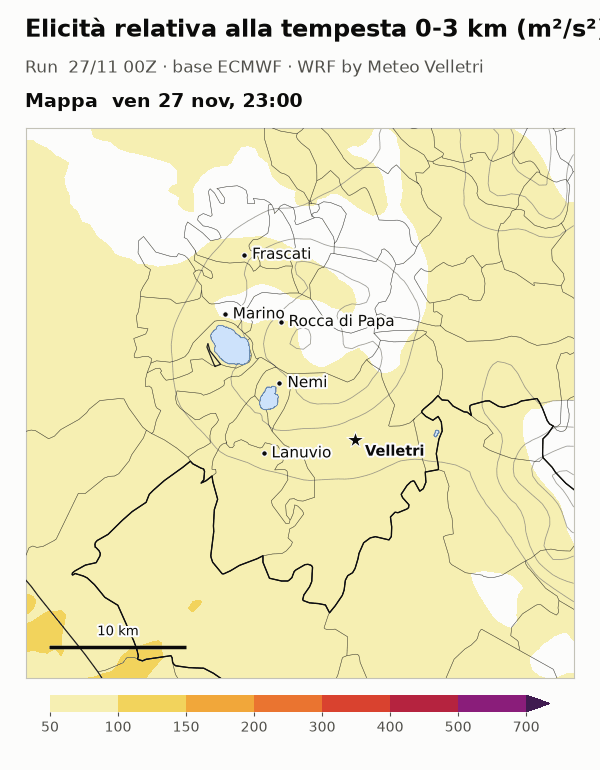 Elicità relativa alla tempesta 0-3 km (m²/s²)
Run  27/11 00Z · base ECMWF · WRF by Meteo Velletri
Mappa  ven 27 nov, 23:00
Frascati
Marino
Rocca di Papa
Nemi
Lanuvio
Velletri
10 km
50 100 150 200 300 400 500 700